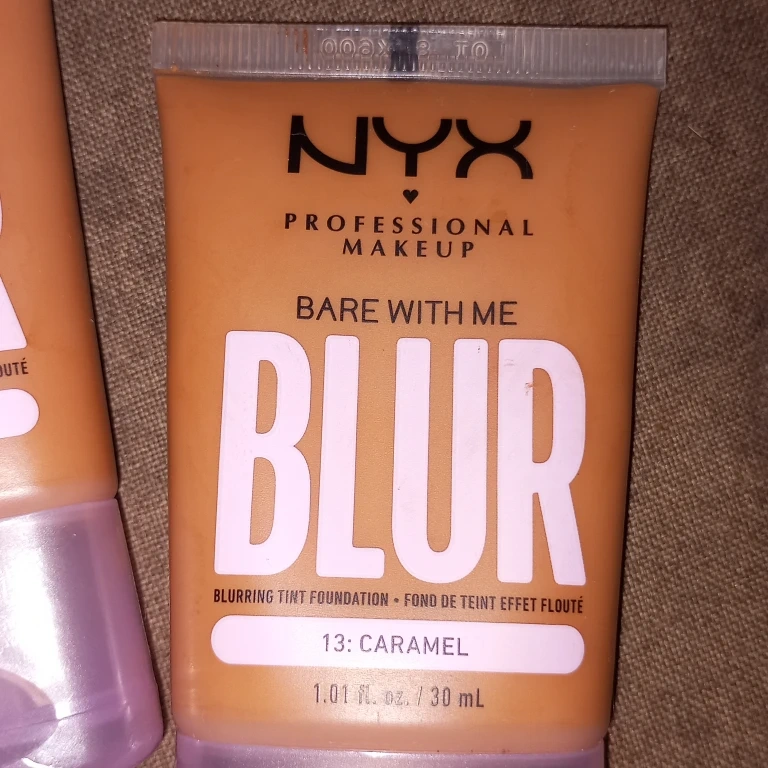 NYX
PROFESSIONAL
MAKEUP
BARE WITH ME
BLUR
BLURRING TINT FOUNDATION • FOND DE TEINT EFFET FLOUTÉ
13: CARAMEL
1.01 fl. oz. / 30 mL